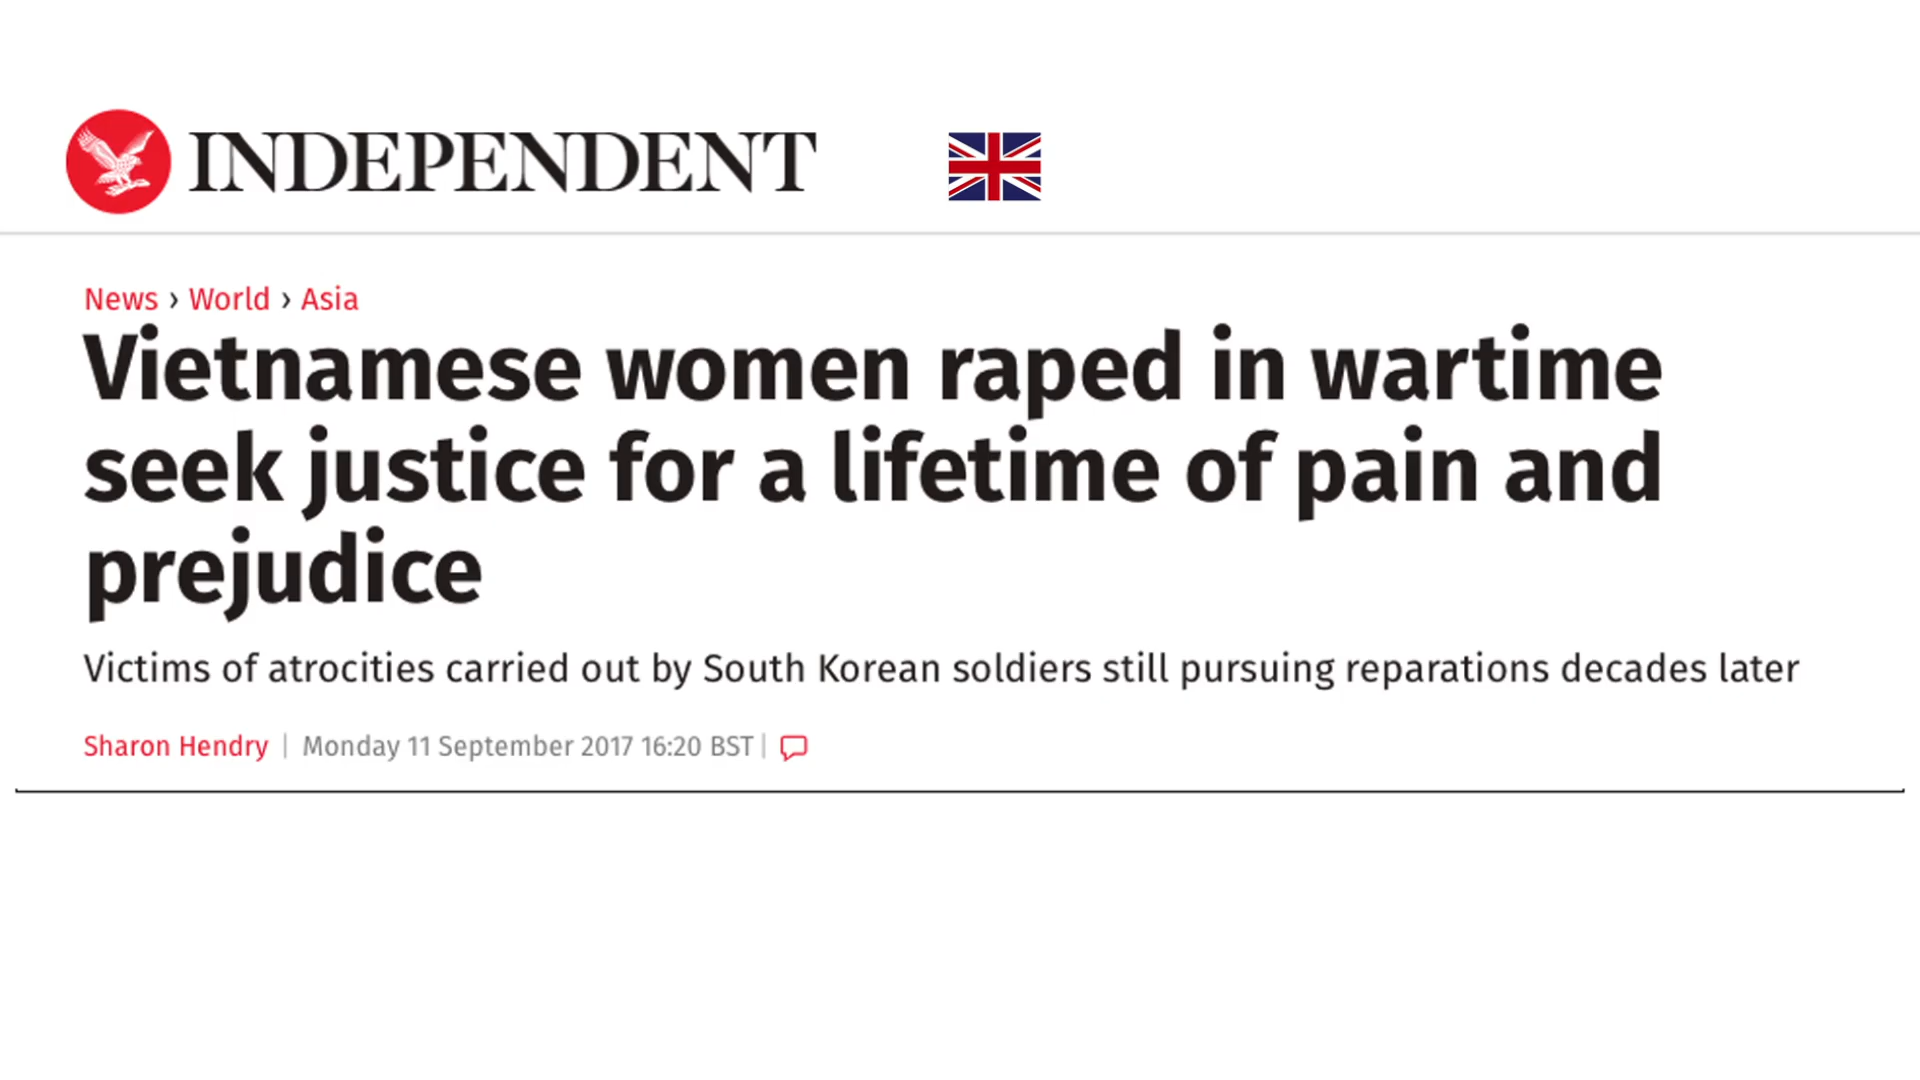 INDEPENDENT
News › World › Asia
Vietnamese women raped in wartime
seek justice for a lifetime of pain and
prejudice
Victims of atrocities carried out by South Korean soldiers still pursuing reparations decades later
Sharon Hendry | Monday 11 September 2017 16:20 BST |